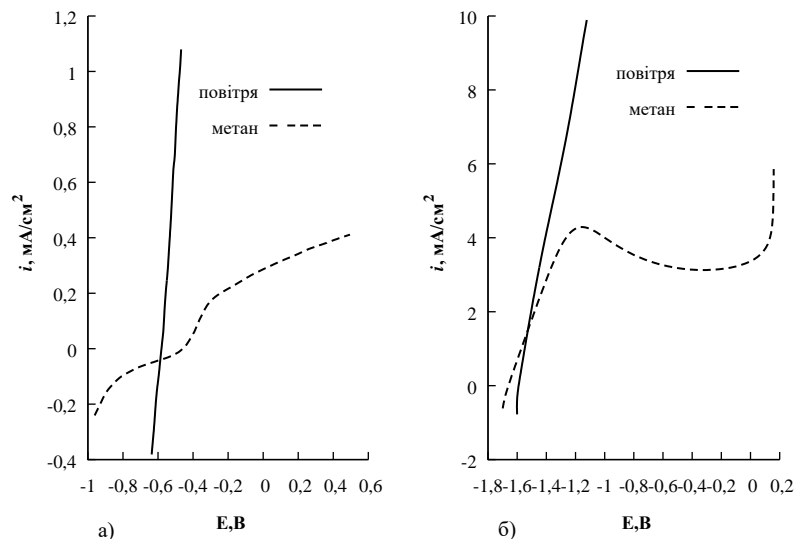 1,2
1
0,8
0,6
0,4
0,2
0
-0,2
-0,4
i, мА/см²
повітря
метан
-1 -0,8 -0,6 -0,4 -0,2 0 0,2 0,4 0,6
а)
Е,В
10
8
6
4
2
0
-2
i, мА/см²
повітря
метан
-1,8-1,6-1,4-1,2 -1 -0,8-0,6-0,4-0,2 0 0,2
б)
Е,В